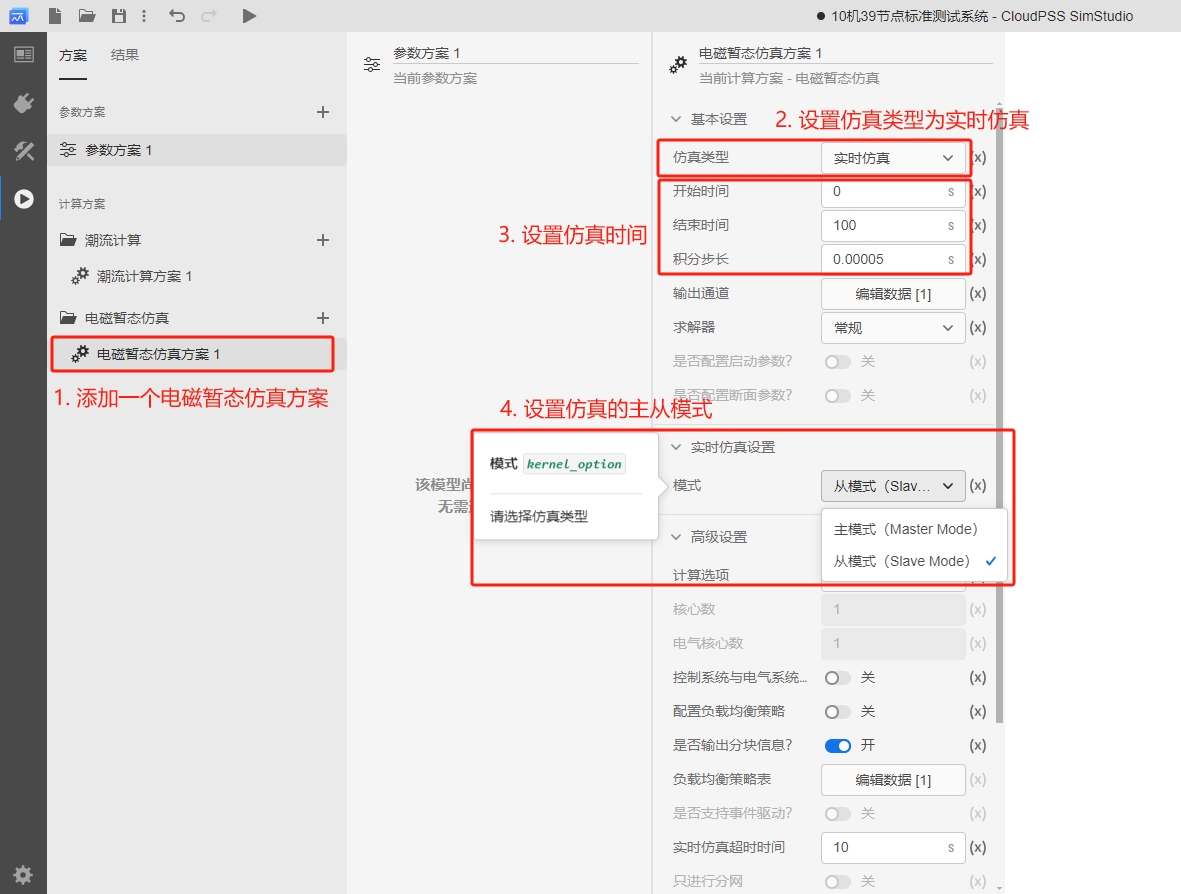 ● 10机39节点标准测试系统 - CloudPSS SimStudio
方案 结果
参数方案
参数方案 1
计算方案
潮流计算
潮流计算方案 1
电磁暂态仿真
电磁暂态仿真方案 1
1. 添加一个电磁暂态仿真方案
参数方案 1
当前参数方案
3. 设置仿真时间
4. 设置仿真的主从模式
该模型尚
无需
模式 kernel_option
请选择仿真类型
电磁暂态仿真方案 1
当前计算方案 - 电磁暂态仿真
基本设置
2. 设置仿真类型为实时仿真
仿真类型 实时仿真 (x)
开始时间 0 s (x)
结束时间 100 s (x)
积分步长 0.00005 s (x)
输出通道 编辑数据 [1] (x)
求解器 常规 (x)
是否配置启动参数? 关 (x)
是否配置断面参数? 关 (x)
实时仿真设置
模式 从模式（Slav... (x)
主模式（Master Mode）
从模式（Slave Mode）
高级设置
计算选项
核心数 1 (x)
电气核心数 1 (x)
控制系统与电气系统... 关 (x)
配置负载均衡策略 关 (x)
是否输出分块信息? 开 (x)
负载均衡策略表 编辑数据 [1] (x)
是否支持事件驱动? 关 (x)
实时仿真超时时间 10 s (x)
只进行分网 关 (x)